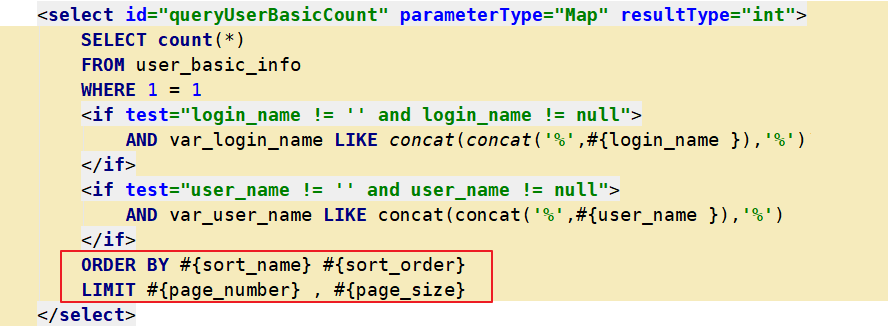 <select id="queryUserBasicCount" parameterType="Map" resultType="int">
SELECT count(*)
FROM user_basic_info
WHERE 1 = 1
<if test="login_name != '' and login_name != null">
AND var_login_name LIKE concat(concat('%',#{login_name }),'%')
</if>
<if test="user_name != '' and user_name != null">
AND var_user_name LIKE concat(concat('%',#{user_name }),'%')
</if>
ORDER BY #{sort_name} #{sort_order}
LIMIT #{page_number} , #{page_size}
</select>